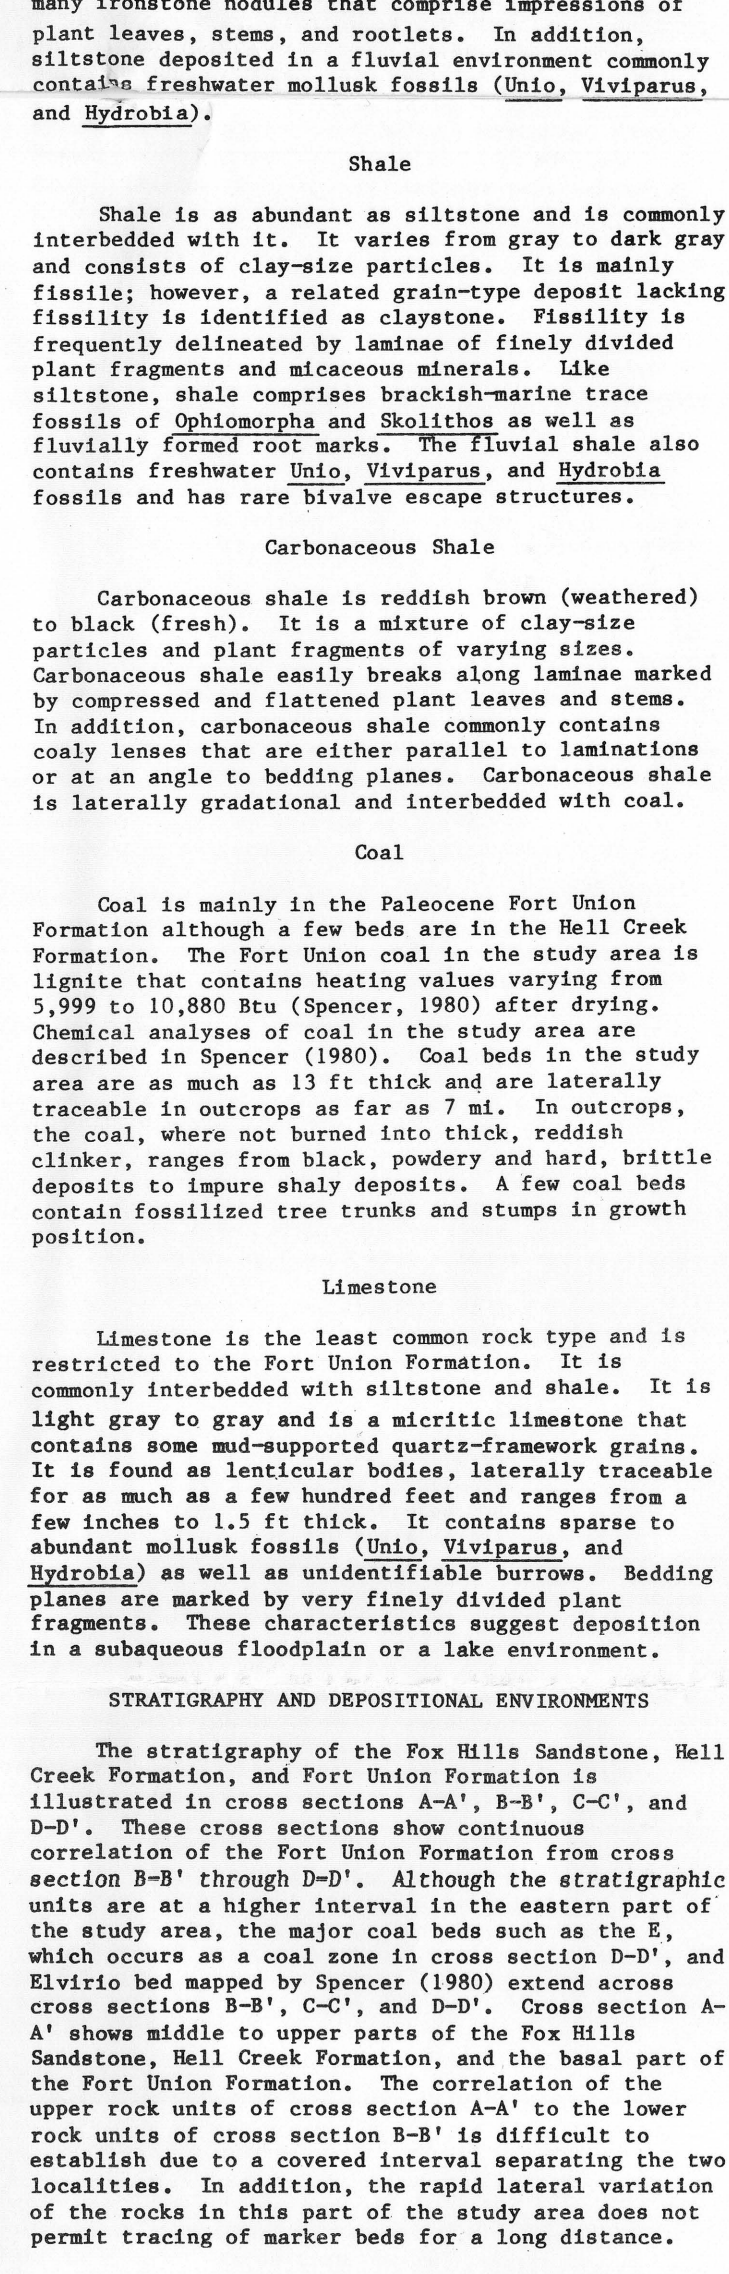 many ironstone nodules that comprise impressions of
plant leaves, stems, and rootlets.  In addition,
siltstone deposited in a fluvial environment commonly
contains freshwater mollusk fossils (Unio, Viviparus,
and Hydrobia).
Shale
Shale is as abundant as siltstone and is commonly
interbedded with it.  It varies from gray to dark gray
and consists of clay-size particles.  It is mainly
fissile; however, a related grain-type deposit lacking
fissility is identified as claystone.  Fissility is
frequently delineated by laminae of finely divided
plant fragments and micaceous minerals.  Like
siltstone, shale comprises brackish-marine trace
fossils of Ophiomorpha and Skolithos as well as
fluvially formed root marks.  The fluvial shale also
contains freshwater Unio, Viviparus, and Hydrobia
fossils and has rare bivalve escape structures.
Carbonaceous Shale
Carbonaceous shale is reddish brown (weathered)
to black (fresh).  It is a mixture of clay-size
particles and plant fragments of varying sizes.
Carbonaceous shale easily breaks along laminae marked
by compressed and flattened plant leaves and stems.
In addition, carbonaceous shale commonly contains
coaly lenses that are either parallel to laminations
or at an angle to bedding planes.  Carbonaceous shale
is laterally gradational and interbedded with coal.
Coal
Coal is mainly in the Paleocene Fort Union
Formation although a few beds are in the Hell Creek
Formation.  The Fort Union coal in the study area is
lignite that contains heating values varying from
5,999 to 10,880 Btu (Spencer, 1980) after drying.
Chemical analyses of coal in the study area are
described in Spencer (1980).  Coal beds in the study
area are as much as 13 ft thick and are laterally
traceable in outcrops as far as 7 mi.  In outcrops,
the coal, where not burned into thick, reddish
clinker, ranges from black, powdery and hard, brittle
deposits to impure shaly deposits.  A few coal beds
contain fossilized tree trunks and stumps in growth
position.
Limestone
Limestone is the least common rock type and is
restricted to the Fort Union Formation.  It is
commonly interbedded with siltstone and shale.  It is
light gray to gray and is a micritic limestone that
contains some mud-supported quartz-framework grains.
It is found as lenticular bodies, laterally traceable
for as much as a few hundred feet and ranges from a
few inches to 1.5 ft thick.  It contains sparse to
abundant mollusk fossils (Unio, Viviparus, and
Hydrobia) as well as unidentifiable burrows.  Bedding
planes are marked by very finely divided plant
fragments.  These characteristics suggest deposition
in a subaqueous floodplain or a lake environment.
STRATIGRAPHY AND DEPOSITIONAL ENVIRONMENTS
The stratigraphy of the Fox Hills Sandstone, Hell
Creek Formation, and Fort Union Formation is
illustrated in cross sections A-A', B-B', C-C', and
D-D'.  These cross sections show continuous
correlation of the Fort Union Formation from cross
section B=B' through D=D'.  Although the stratigraphic
units are at a higher interval in the eastern part of
the study area, the major coal beds such as the E,
which occurs as a coal zone in cross section D-D', and
Elvirio bed mapped by Spencer (1980) extend across
cross sections B-B', C-C', and D-D'.  Cross section A-
A' shows middle to upper parts of the Fox Hills
Sandstone, Hell Creek Formation, and the basal part of
the Fort Union Formation.  The correlation of the
upper rock units of cross section A-A' to the lower
rock units of cross section B-B' is difficult to
establish due to a covered interval separating the two
localities.  In addition, the rapid lateral variation
of the rocks in this part of the study area does not
permit tracing of marker beds for a long distance.